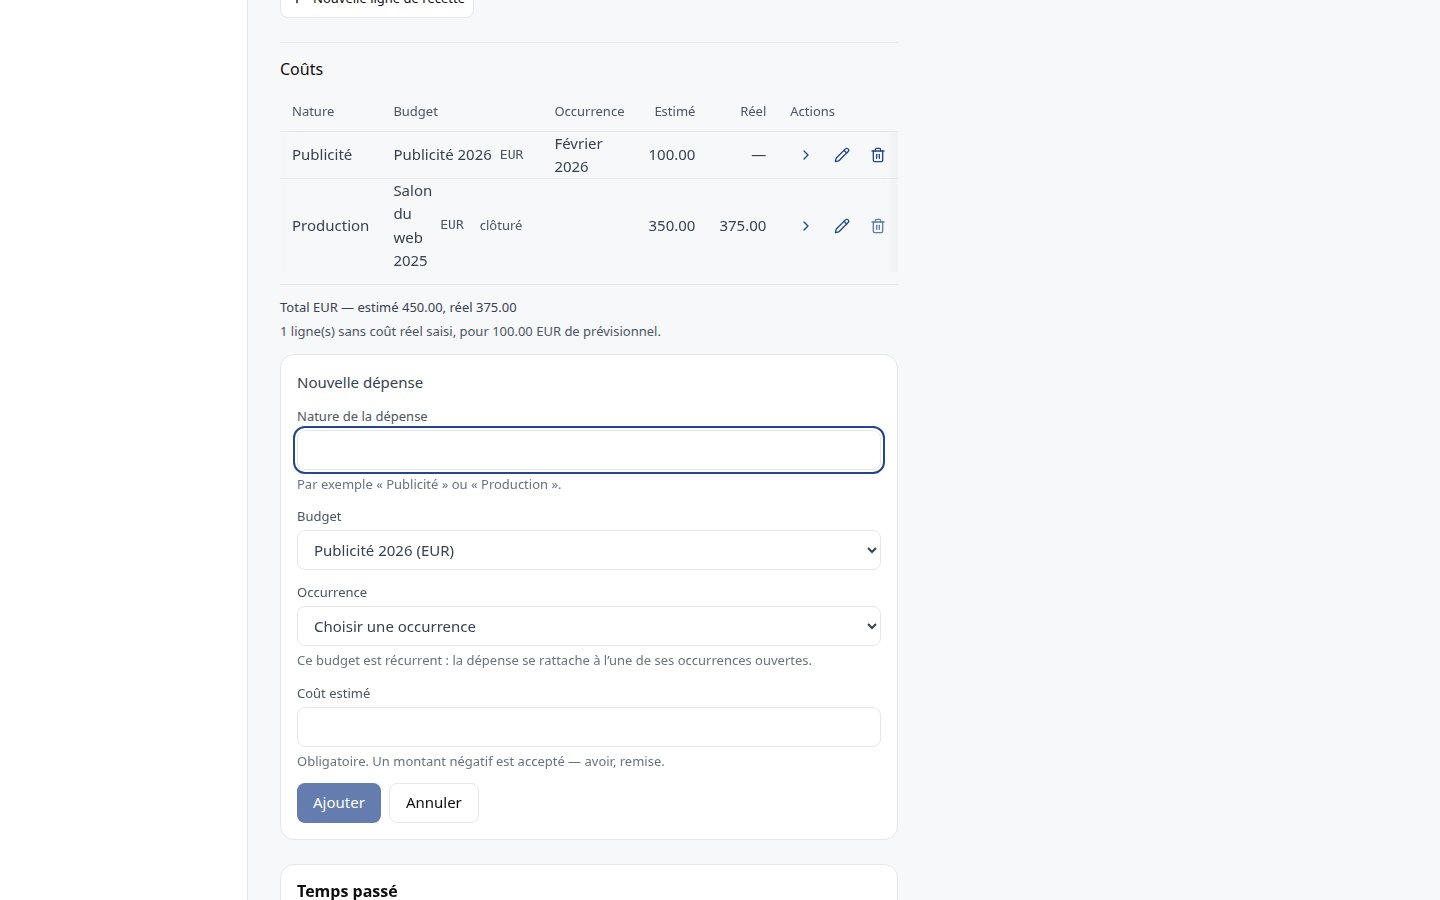 Nouvelle ligne de recette
Coûts
Nature Budget Occurrence Estimé Réel Actions
Publicité Publicité 2026 EUR Février 2026 100.00 —
Production Salon du web 2025 EUR clôturé 350.00 375.00
Total EUR — estimé 450.00, réel 375.00
1 ligne(s) sans coût réel saisi, pour 100.00 EUR de prévisionnel.
Nouvelle dépense
Nature de la dépense
Par exemple « Publicité » ou « Production ».
Budget
Publicité 2026 (EUR)
Occurrence
Choisir une occurrence
Ce budget est récurrent : la dépense se rattache à l’une de ses occurrences ouvertes.
Coût estimé
Obligatoire. Un montant négatif est accepté — avoir, remise.
Ajouter Annuler
Temps passé